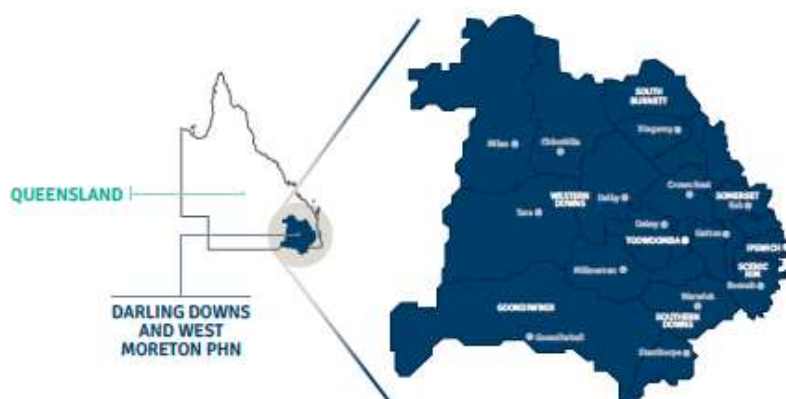 QUEENSLAND
DARLING DOWNS
AND WEST
MORETON PHN
SOUTH
BURNETT
Kingaroy
Miles
Chinchilla
Crows Nest
SOMERSET
Esk
WESTERN
DOWNS
Dalby
Tara
Oakey
TOOWOOMBA
Gatton
IPSWICH
SCENIC
RIM
Boonah
Millmerran
Warwick
SOUTHERN
DOWNS
GOONDIWINDI
Goondiwindi
Stanthorpe